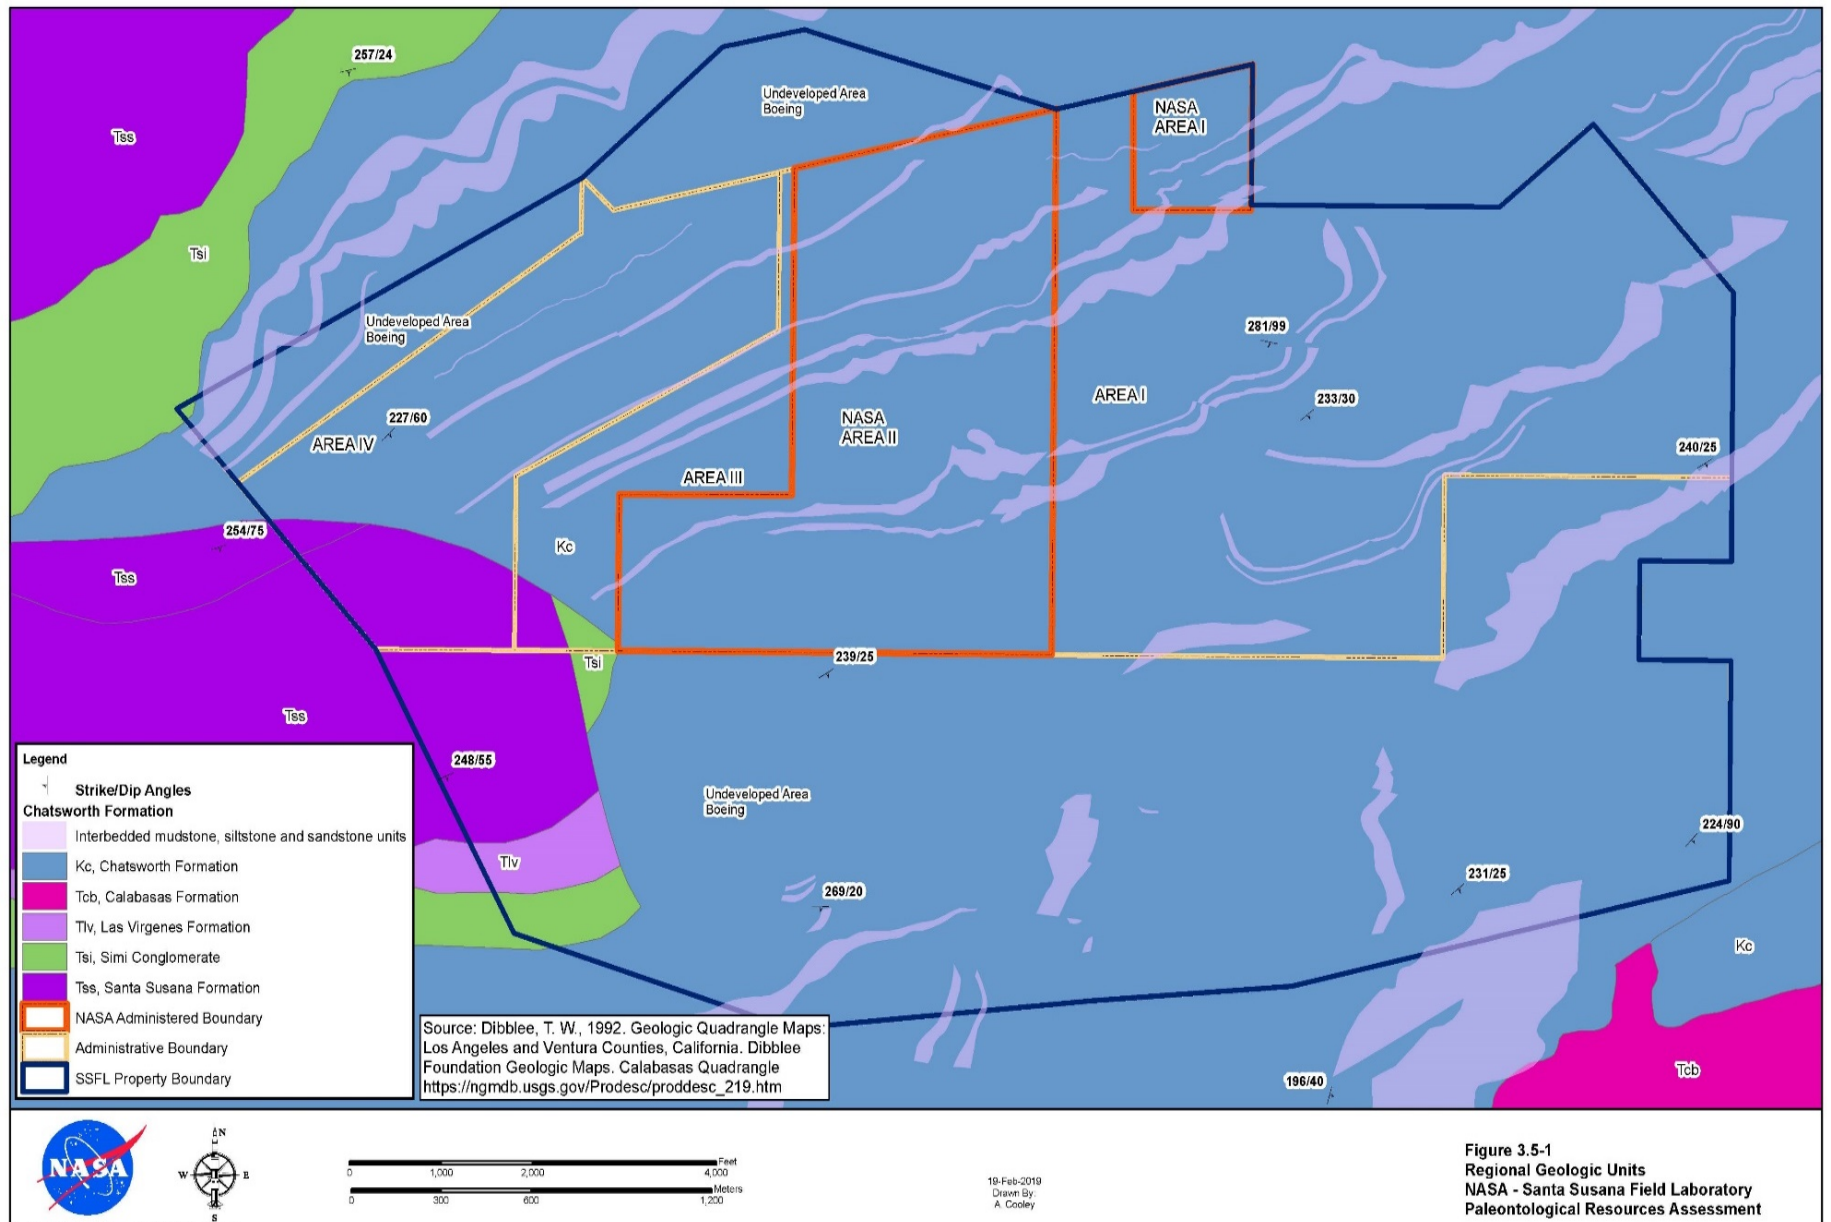 257/24
Tss
Undeveloped Area
Boeing
NASA
AREA I
Tsi
Undeveloped Area
Boeing
281/99
227/60
AREA IV
NASA
AREA II
AREA I
233/30
AREA III
240/25
254/75
Kc
Tss
239/25
Tsi
Tss
248/55
Undeveloped Area
Boeing
224/90
Tlv
269/20
231/25
Kc
196/40
Tcb
Legend
Strike/Dip Angles
Chatsworth Formation
Interbedded mudstone, siltstone and sandstone units
Kc, Chatsworth Formation
Tcb, Calabasas Formation
Tlv, Las Virgenes Formation
Tsi, Simi Conglomerate
Tss, Santa Susana Formation
NASA Administered Boundary
Administrative Boundary
SSFL Property Boundary
Source: Dibblee, T. W., 1992. Geologic Quadrangle Maps:
Los Angeles and Ventura Counties, California. Dibblee
Foundation Geologic Maps. Calabasas Quadrangle
https://ngmdb.usgs.gov/Prodesc/proddesc_219.htm
NASA
N
W E
S
0 1,000 2,000 4,000 Feet
0 300 600 1,200 Meters
19-Feb-2019
Drawn By:
A. Cooley
Figure 3.5-1
Regional Geologic Units
NASA - Santa Susana Field Laboratory
Paleontological Resources Assessment